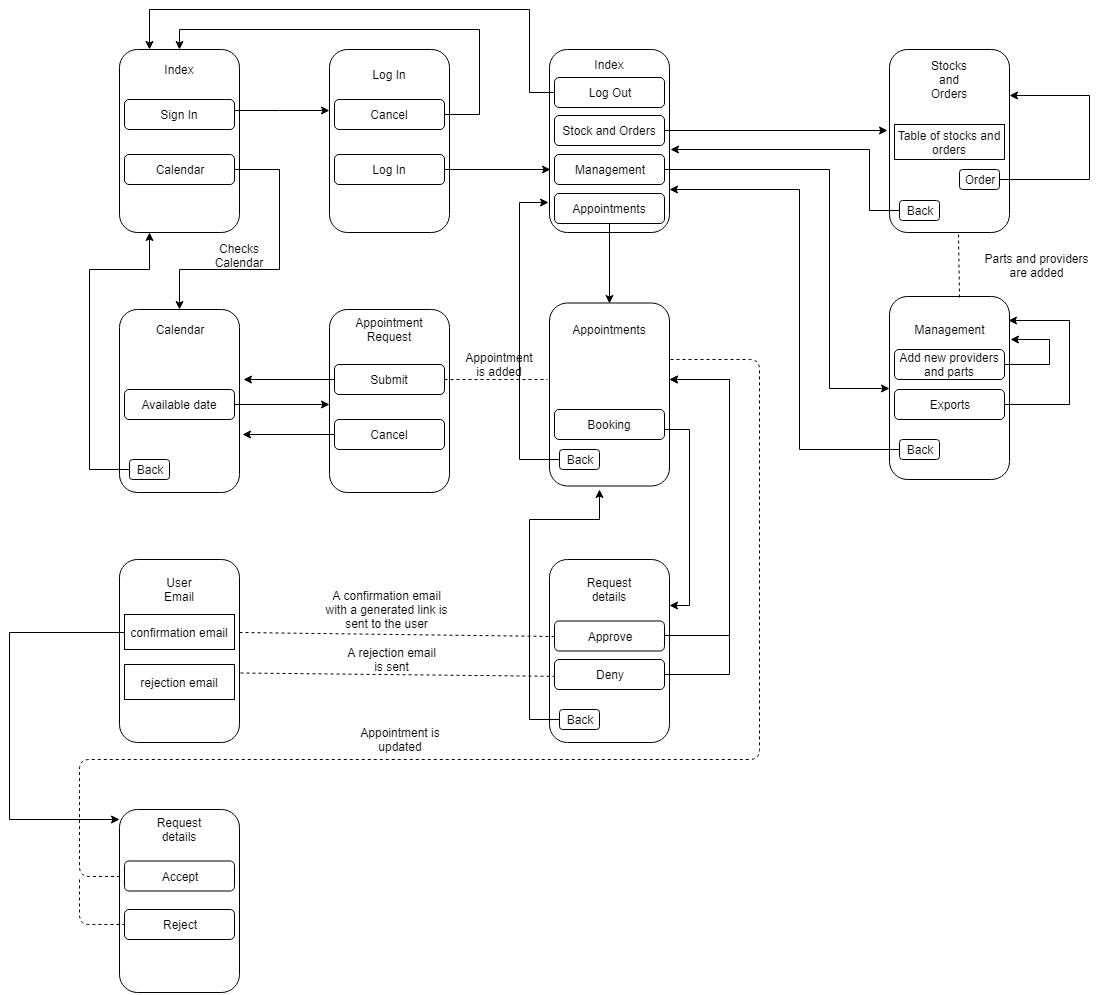 Index
Sign In
Calendar
Log In
Cancel
Log In
Index
Log Out
Stock and Orders
Management
Appointments
Stocks
and
Orders
Table of stocks and
orders
Order
Back
Checks
Calendar
Parts and providers
are added
Calendar
Available date
Back
Appointment
Request
Submit
Cancel
Appointment
is added
Appointments
Booking
Back
Management
Add new providers
and parts
Exports
Back
User
Email
confirmation email
rejection email
A confirmation email
with a generated link is
sent to the user
A rejection email
is sent
Request
details
Approve
Deny
Back
Appointment is
updated
Request
details
Accept
Reject